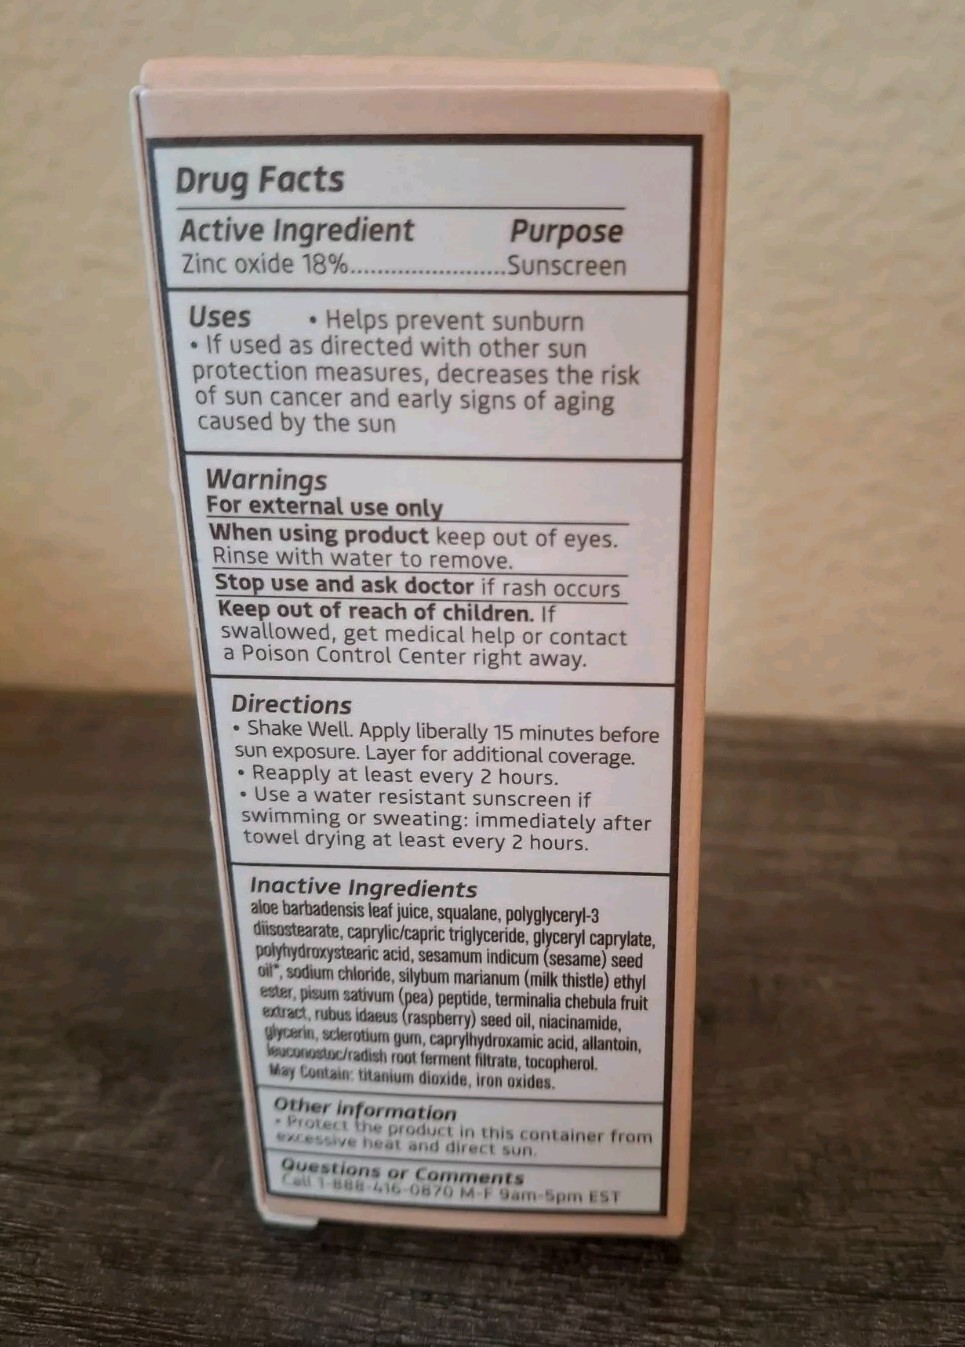 Drug Facts
Active Ingredient Purpose
Zinc oxide 18%......................Sunscreen
Uses • Helps prevent sunburn
• If used as directed with other sun
protection measures, decreases the risk
of sun cancer and early signs of aging
caused by the sun
Warnings
For external use only
When using product keep out of eyes.
Rinse with water to remove.
Stop use and ask doctor if rash occurs
Keep out of reach of children. If
swallowed, get medical help or contact
a Poison Control Center right away.
Directions
• Shake Well. Apply liberally 15 minutes before
sun exposure. Layer for additional coverage.
• Reapply at least every 2 hours.
• Use a water resistant sunscreen if
swimming or sweating: immediately after
towel drying at least every 2 hours.
Inactive Ingredients
aloe barbadensis leaf juice, squalane, polyglyceryl-3
diisostearate, caprylic/capric triglyceride, glyceryl caprylate,
polyhydroxystearic acid, sesamum indicum (sesame) seed
oil*, sodium chloride, silybum marianum (milk thistle) ethyl
ester, pisum sativum (pea) peptide, terminalia chebula fruit
extract, rubus idaeus (raspberry) seed oil, niacinamide,
glycerin, sclerotium gum, caprylhydroxamic acid, allantoin,
leuconostoc/radish root ferment filtrate, tocopherol.
May Contain: titanium dioxide, iron oxides.
Other information
• Protect the product in this container from
excessive heat and direct sun.
Questions or Comments
Call 1-888-416-0870 M-F 9am-5pm EST